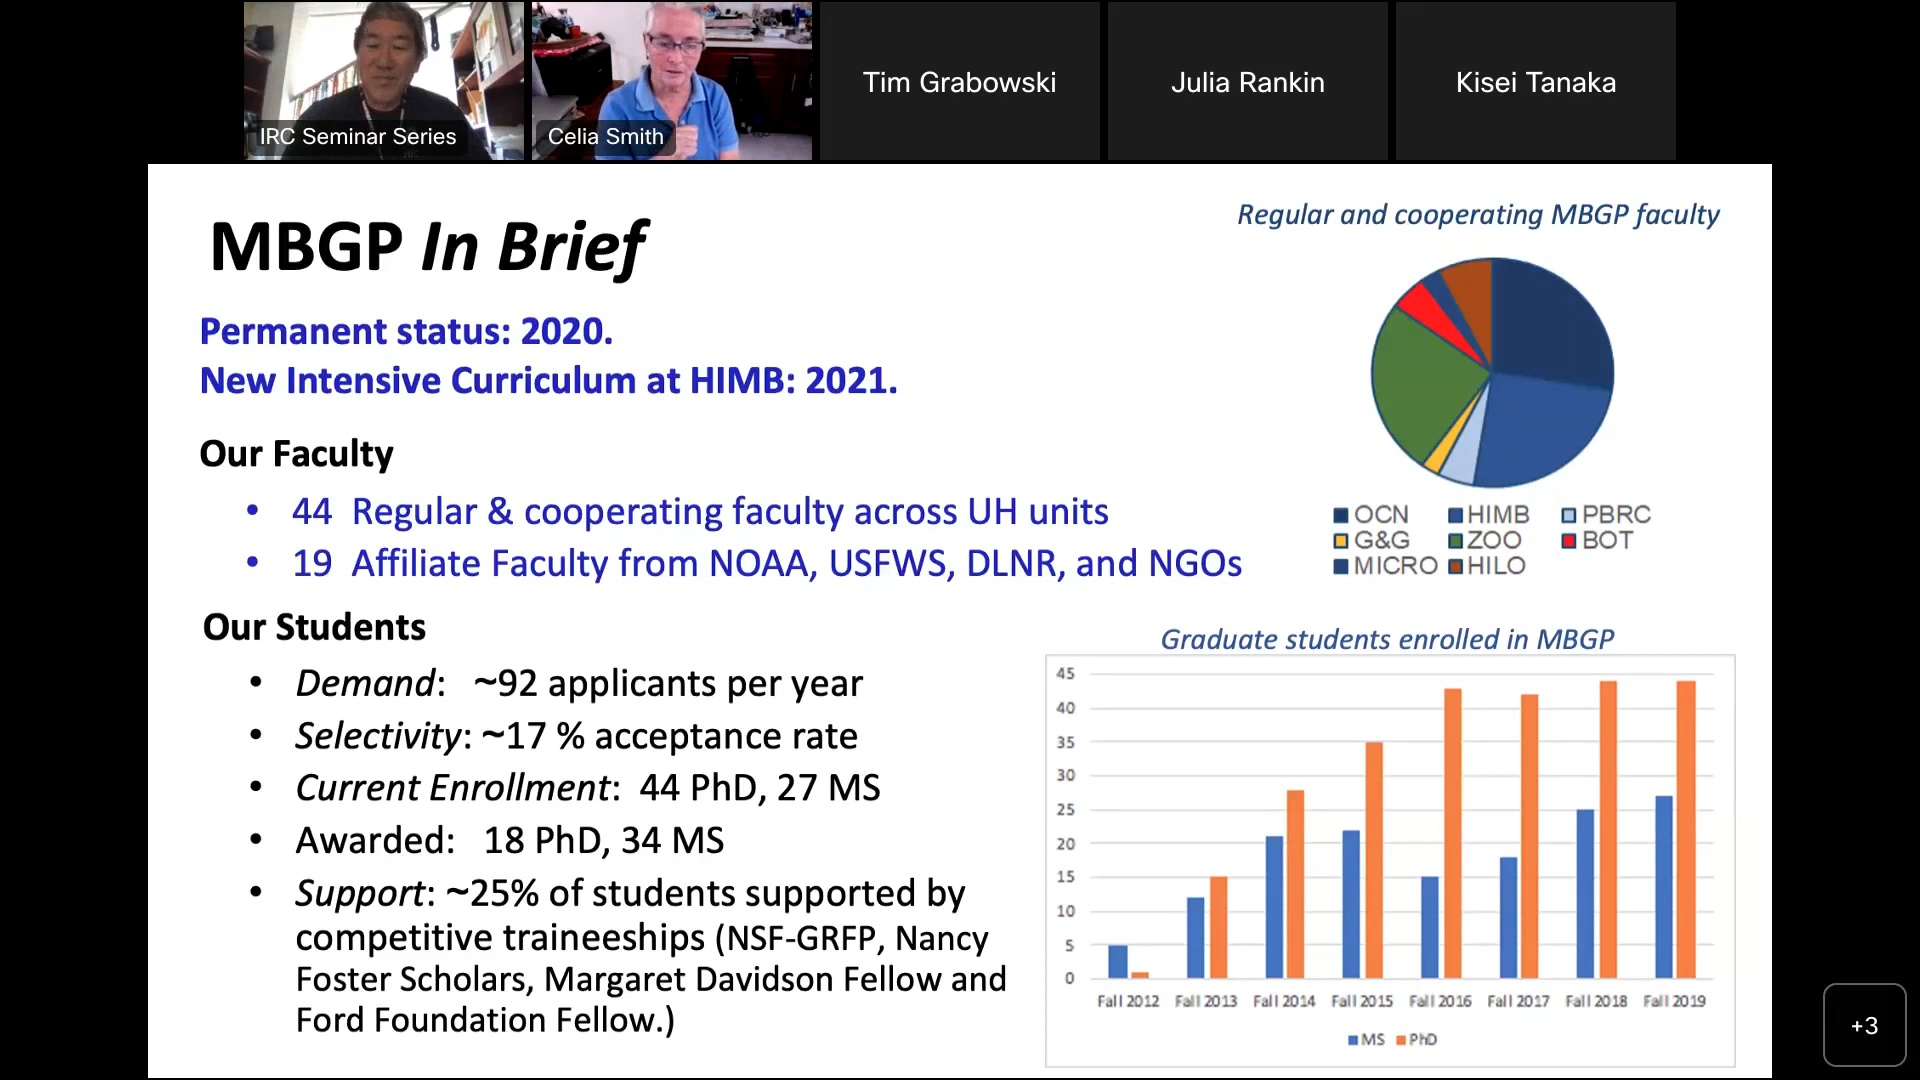 IRC Seminar Series
Celia Smith
Tim Grabowski
Julia Rankin
Kisei Tanaka
MBGP In Brief
Permanent status: 2020.
New Intensive Curriculum at HIMB: 2021.
Our Faculty
• 44 Regular & cooperating faculty across UH units
• 19 Affiliate Faculty from NOAA, USFWS, DLNR, and NGOs
Our Students
• Demand: ~92 applicants per year
• Selectivity: ~17 % acceptance rate
• Current Enrollment: 44 PhD, 27 MS
• Awarded: 18 PhD, 34 MS
• Support: ~25% of students supported by
competitive traineeships (NSF-GRFP, Nancy
Foster Scholars, Margaret Davidson Fellow and
Ford Foundation Fellow.)
Regular and cooperating MBGP faculty
OCN HIMB PBRC
G&G ZOO BOT
MICRO HILO
Graduate students enrolled in MBGP
45
40
35
30
25
20
15
10
5
0
Fall 2012 Fall 2013 Fall 2014 Fall 2015 Fall 2016 Fall 2017 Fall 2018 Fall 2019
MS PhD
+3